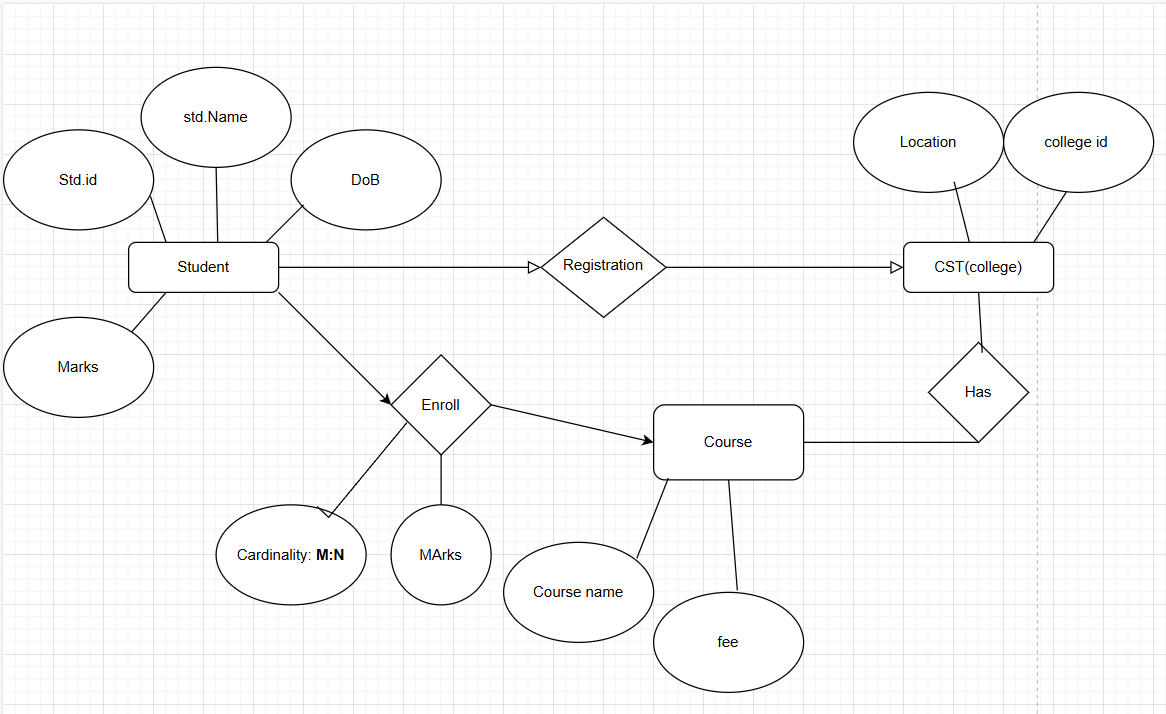 std.Name
Std.id
DoB
Location
college id
Student
Registration
CST(college)
Marks
Enroll
Has
Course
Cardinality: M:N
MArks
Course name
fee